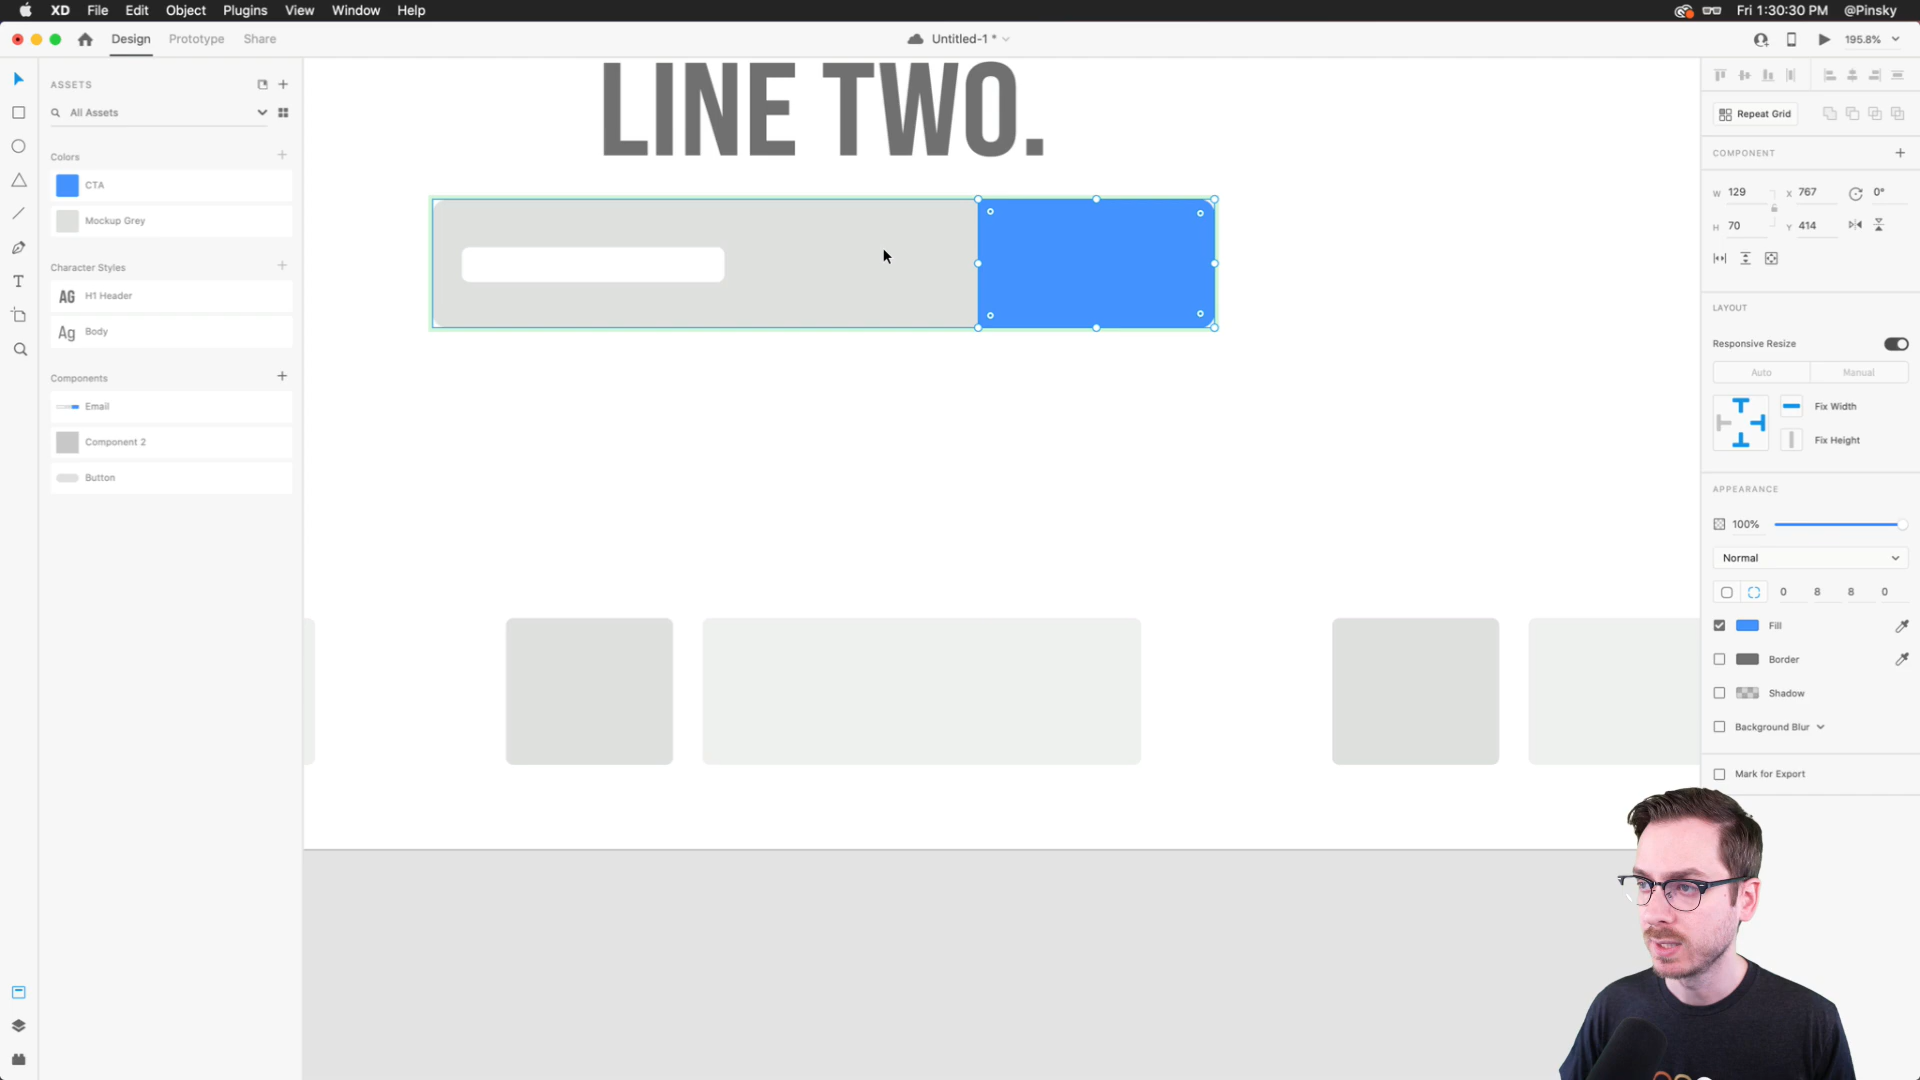 XD File Edit Object Plugins View Window Help Fri 1:30:30 PM @Pinsky
Design Prototype Share Untitled-1 * 195.8%
ASSETS
All Assets
Colors
CTA
Mockup Grey
Character Styles
AG H1 Header
Ag Body
Components
Email
Component 2
Button
LINE TWO.
Repeat Grid
COMPONENT
W 129 X 767 0°
H 70 Y 414
LAYOUT
Responsive Resize
Auto Manual
Fix Width
Fix Height
APPEARANCE
100%
Normal
0 8 8 0
Fill
Border
Shadow
Background Blur
Mark for Export